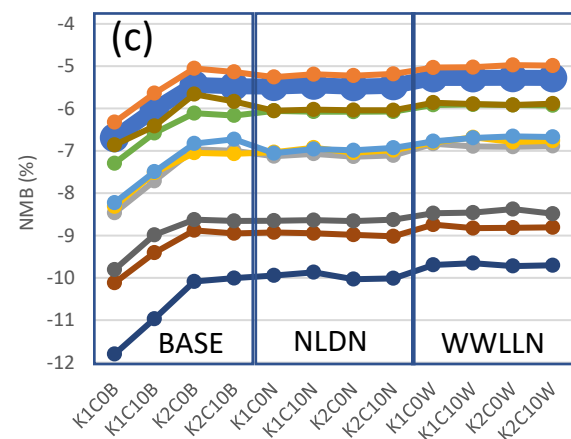 (c)
NMB (%)
-4
-5
-6
-7
-8
-9
-10
-11
-12
BASE
NLDN
WWLLN
K1C0B
K1C10B
K2C0B
K2C10B
K1C0N
K1C10N
K2C0N
K2C10N
K1C0W
K1C10W
K2C0W
K2C10W